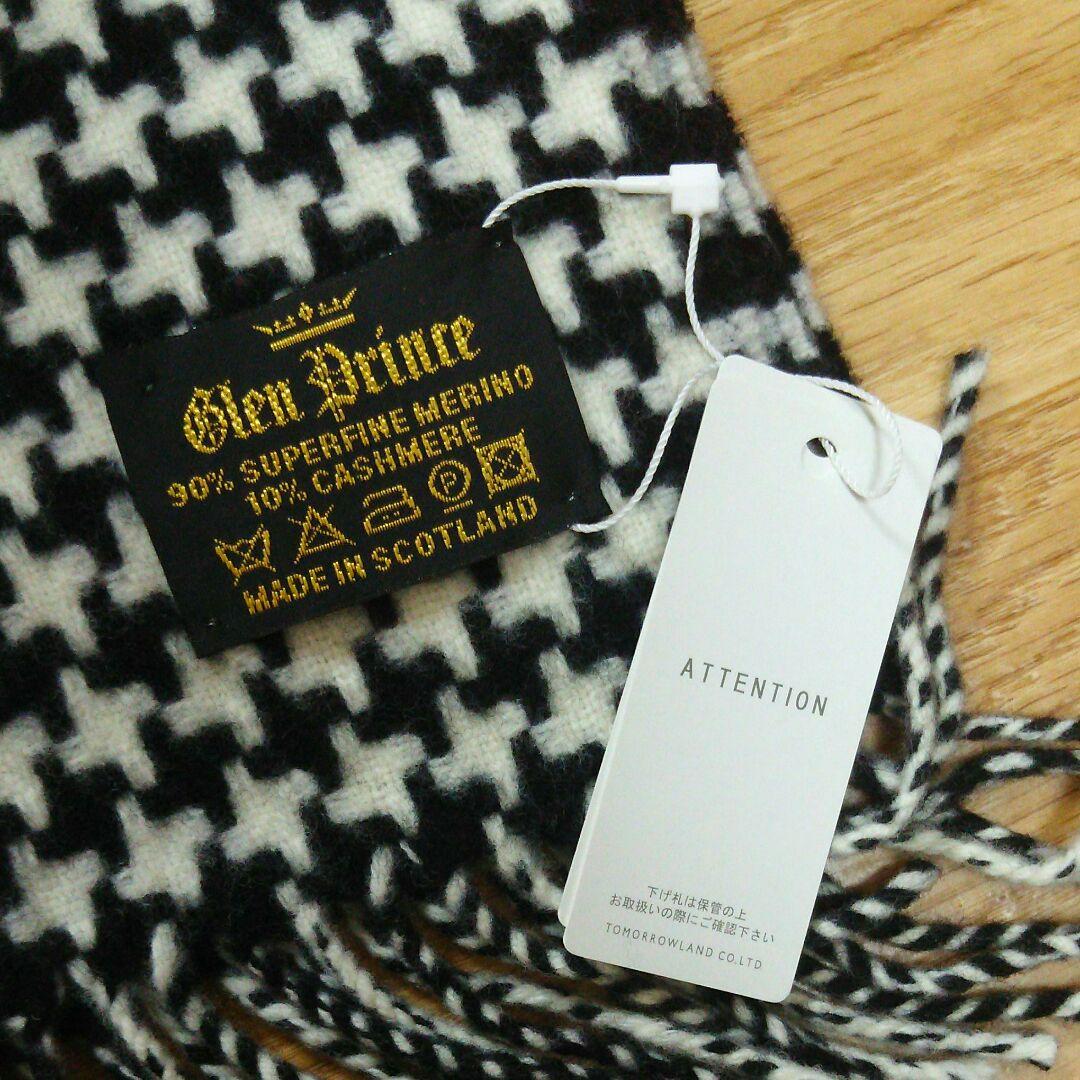 Glen Prince
90% SUPERFINE MERINO
10% CASHMERE
P
MADE IN SCOTLAND
ATTENTION
下げ札は保管の上
お取扱いの際にご確認下さい
TOMORROWLAND CO.LTD